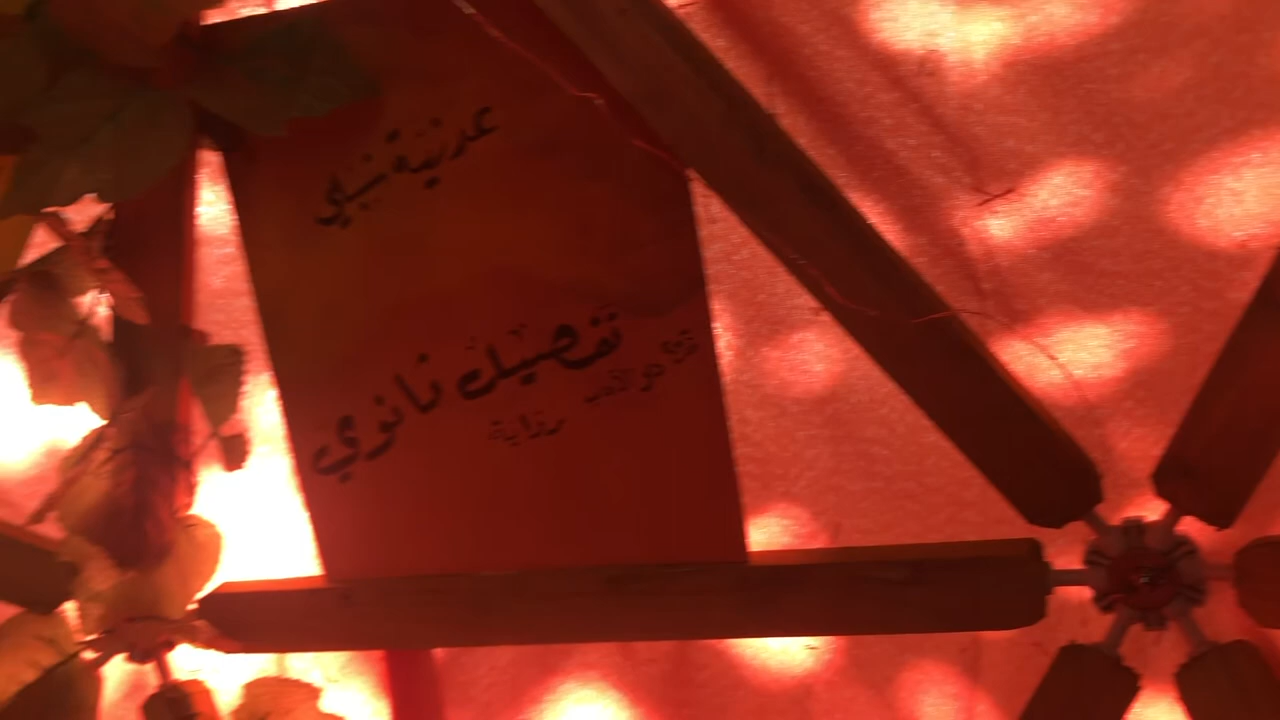 عدنية شبلي
تفصيل ثانوي
رواية